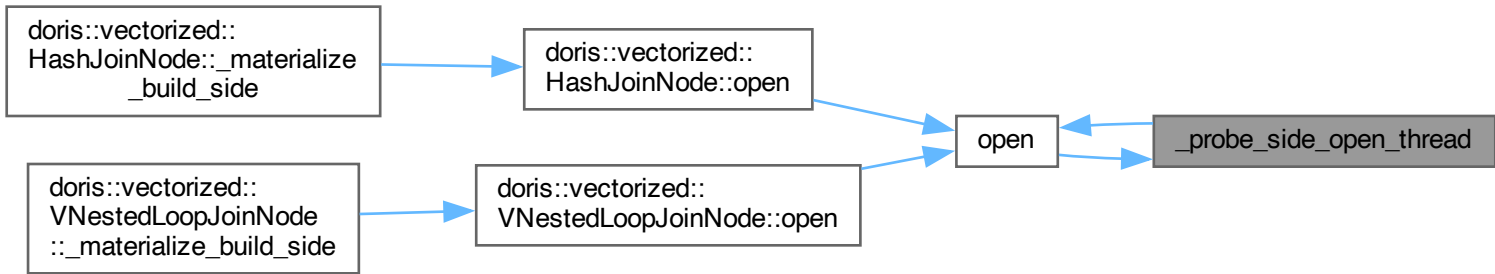 doris::vectorized::
HashJoinNode::_materialize
_build_side
doris::vectorized::
HashJoinNode::open
open
_probe_side_open_thread
doris::vectorized::
VNestedLoopJoinNode
::_materialize_build_side
doris::vectorized::
VNestedLoopJoinNode::open